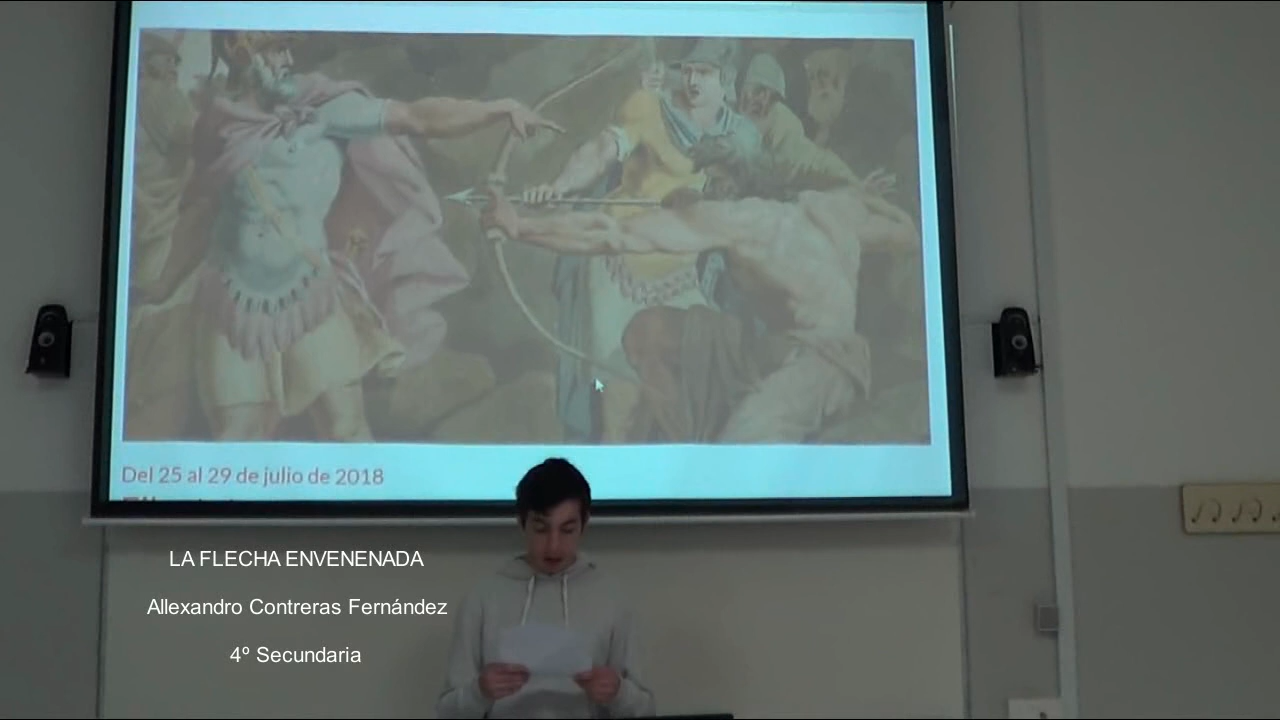 Del 25 al 29 de julio de 2018
LA FLECHA ENVENENADA
Allexandro Contreras Fernández
4º Secundaria